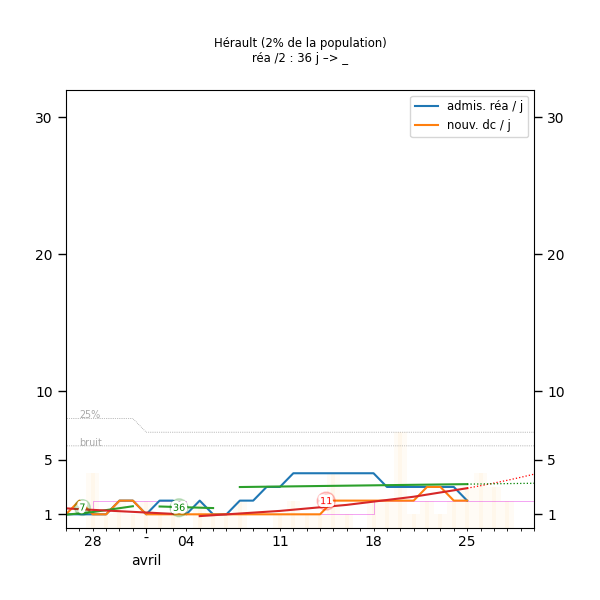 Hérault (2% de la population)
réa /2 : 36 j –> _
admis. réa / j
nouv. dc / j
30 30
20 20
10 10
25%
bruit
5 5
7 36 11
1 1
28 - 04 11 18 25
avril